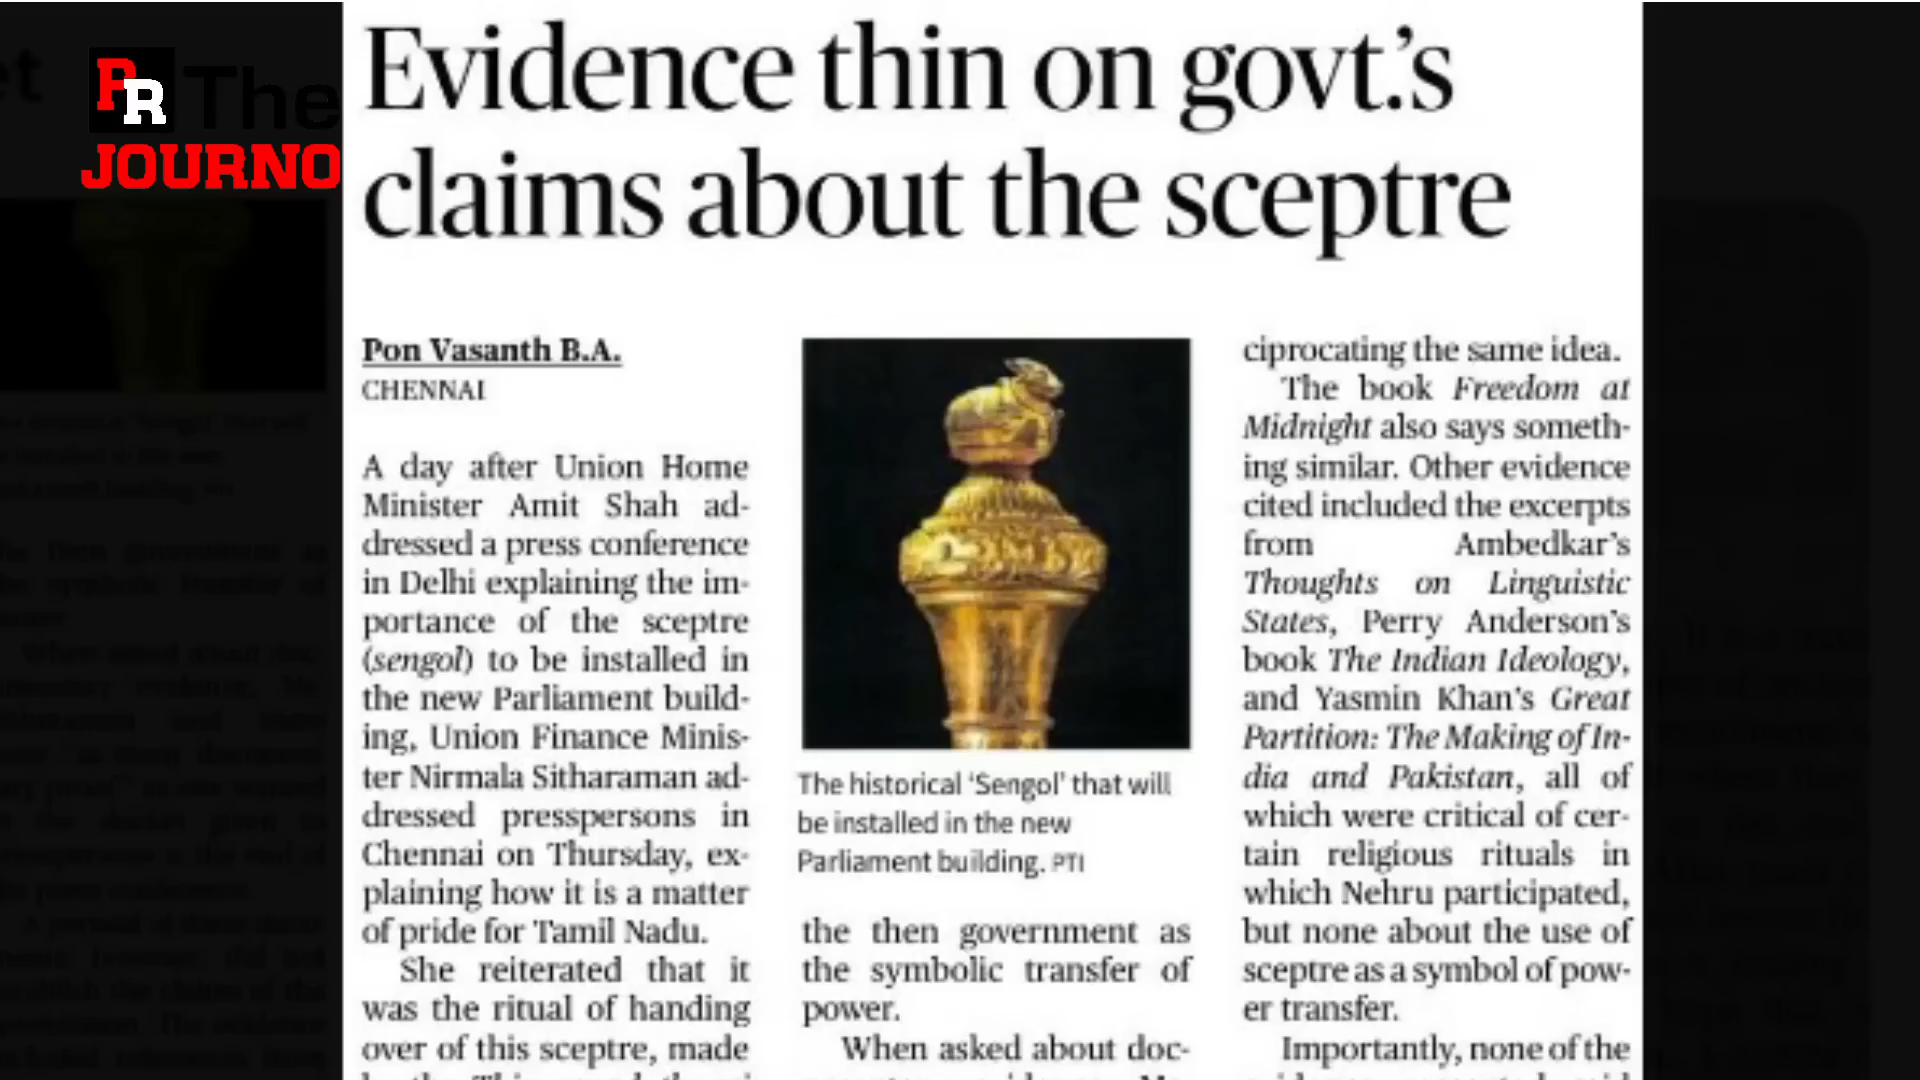 PR The
JOURNO
Evidence thin on govt.'s
claims about the sceptre
Pon Vasanth B.A.
CHENNAI
A day after Union Home
Minister Amit Shah ad-
dressed a press conference
in Delhi explaining the im-
portance of the sceptre
(sengol) to be installed in
the new Parliament build-
ing, Union Finance Minis-
ter Nirmala Sitharaman ad-
dressed presspersons in
Chennai on Thursday, ex-
plaining how it is a matter
of pride for Tamil Nadu.
She reiterated that it
was the ritual of handing
over of this sceptre, made
The historical 'Sengol' that will
be installed in the new
Parliament building. PTI
the then government as
the symbolic transfer of
power.
When asked about doc-
ciprocating the same idea.
The book Freedom at
Midnight also says someth-
ing similar. Other evidence
cited included the excerpts
from Ambedkar's
Thoughts on Linguistic
States, Perry Anderson's
book The Indian Ideology,
and Yasmin Khan's Great
Partition: The Making of In-
dia and Pakistan, all of
which were critical of cer-
tain religious rituals in
which Nehru participated,
but none about the use of
sceptre as a symbol of pow-
er transfer.
Importantly, none of the